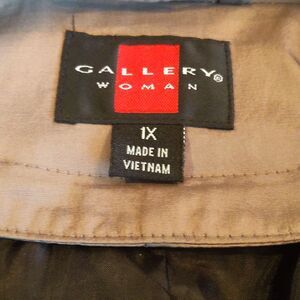 GALLERY®
WOMAN
1X
MADE IN
VIETNAM